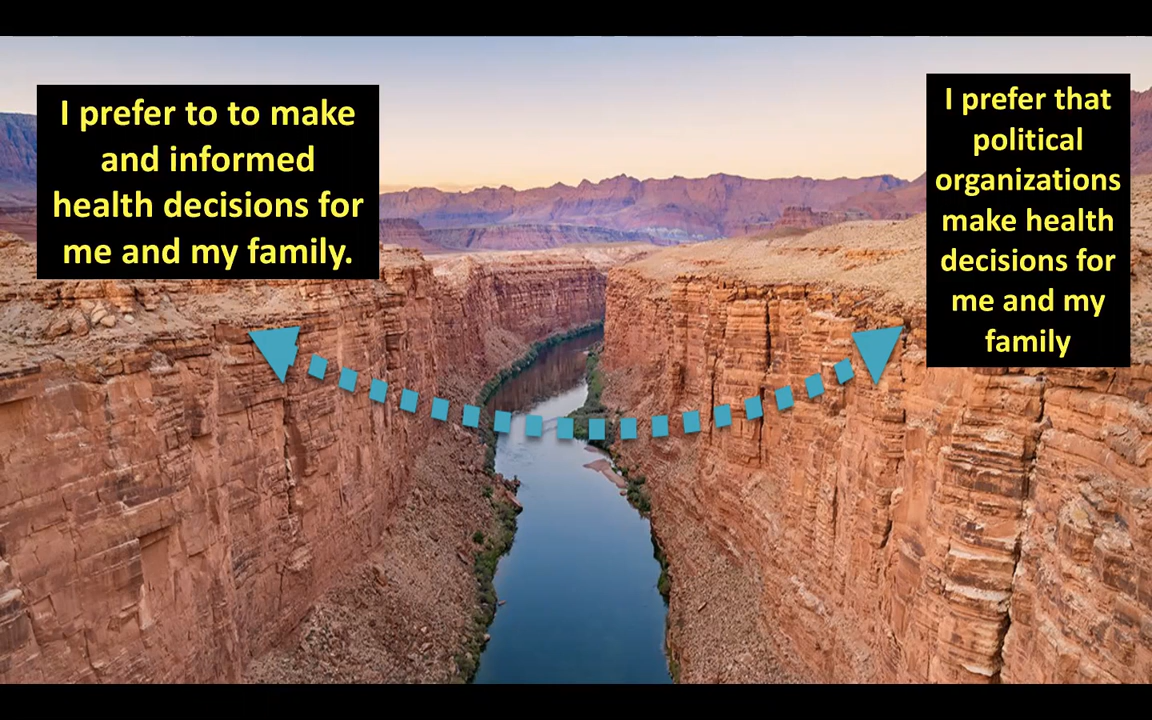 I prefer to to make
and informed
health decisions for
me and my family.
I prefer that
political
organizations
make health
decisions for
me and my
family